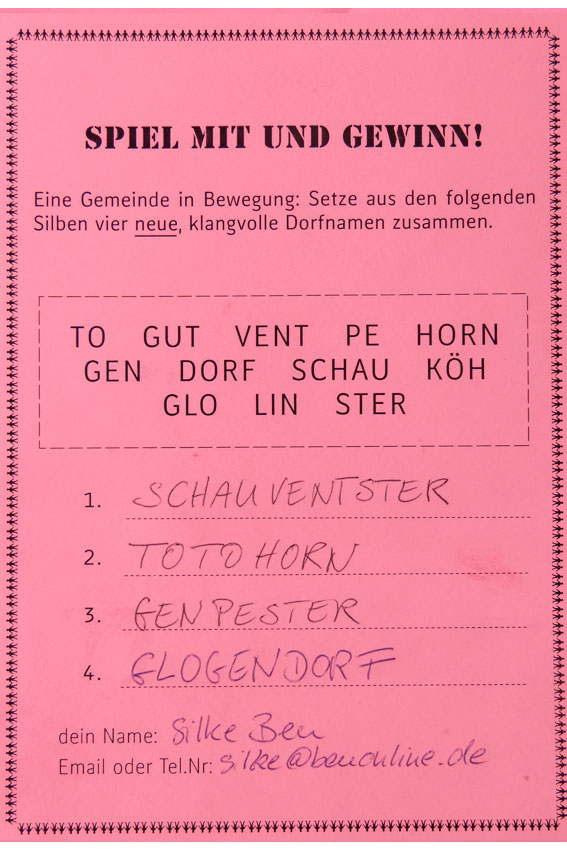 SPIEL MIT UND GEWINN!
Eine Gemeinde in Bewegung: Setze aus den folgenden
Silben vier neue, klangvolle Dorfnamen zusammen.
TO GUT VENT PE HORN
GEN DORF SCHAU KÖH
GLO LIN STER
1. SCHAUVENTSTER
2. TOTOHORN
3. GENPESTER
4. GLOGENDORF
dein Name: Silke Ben
Email oder Tel.Nr: silke@benonline.de